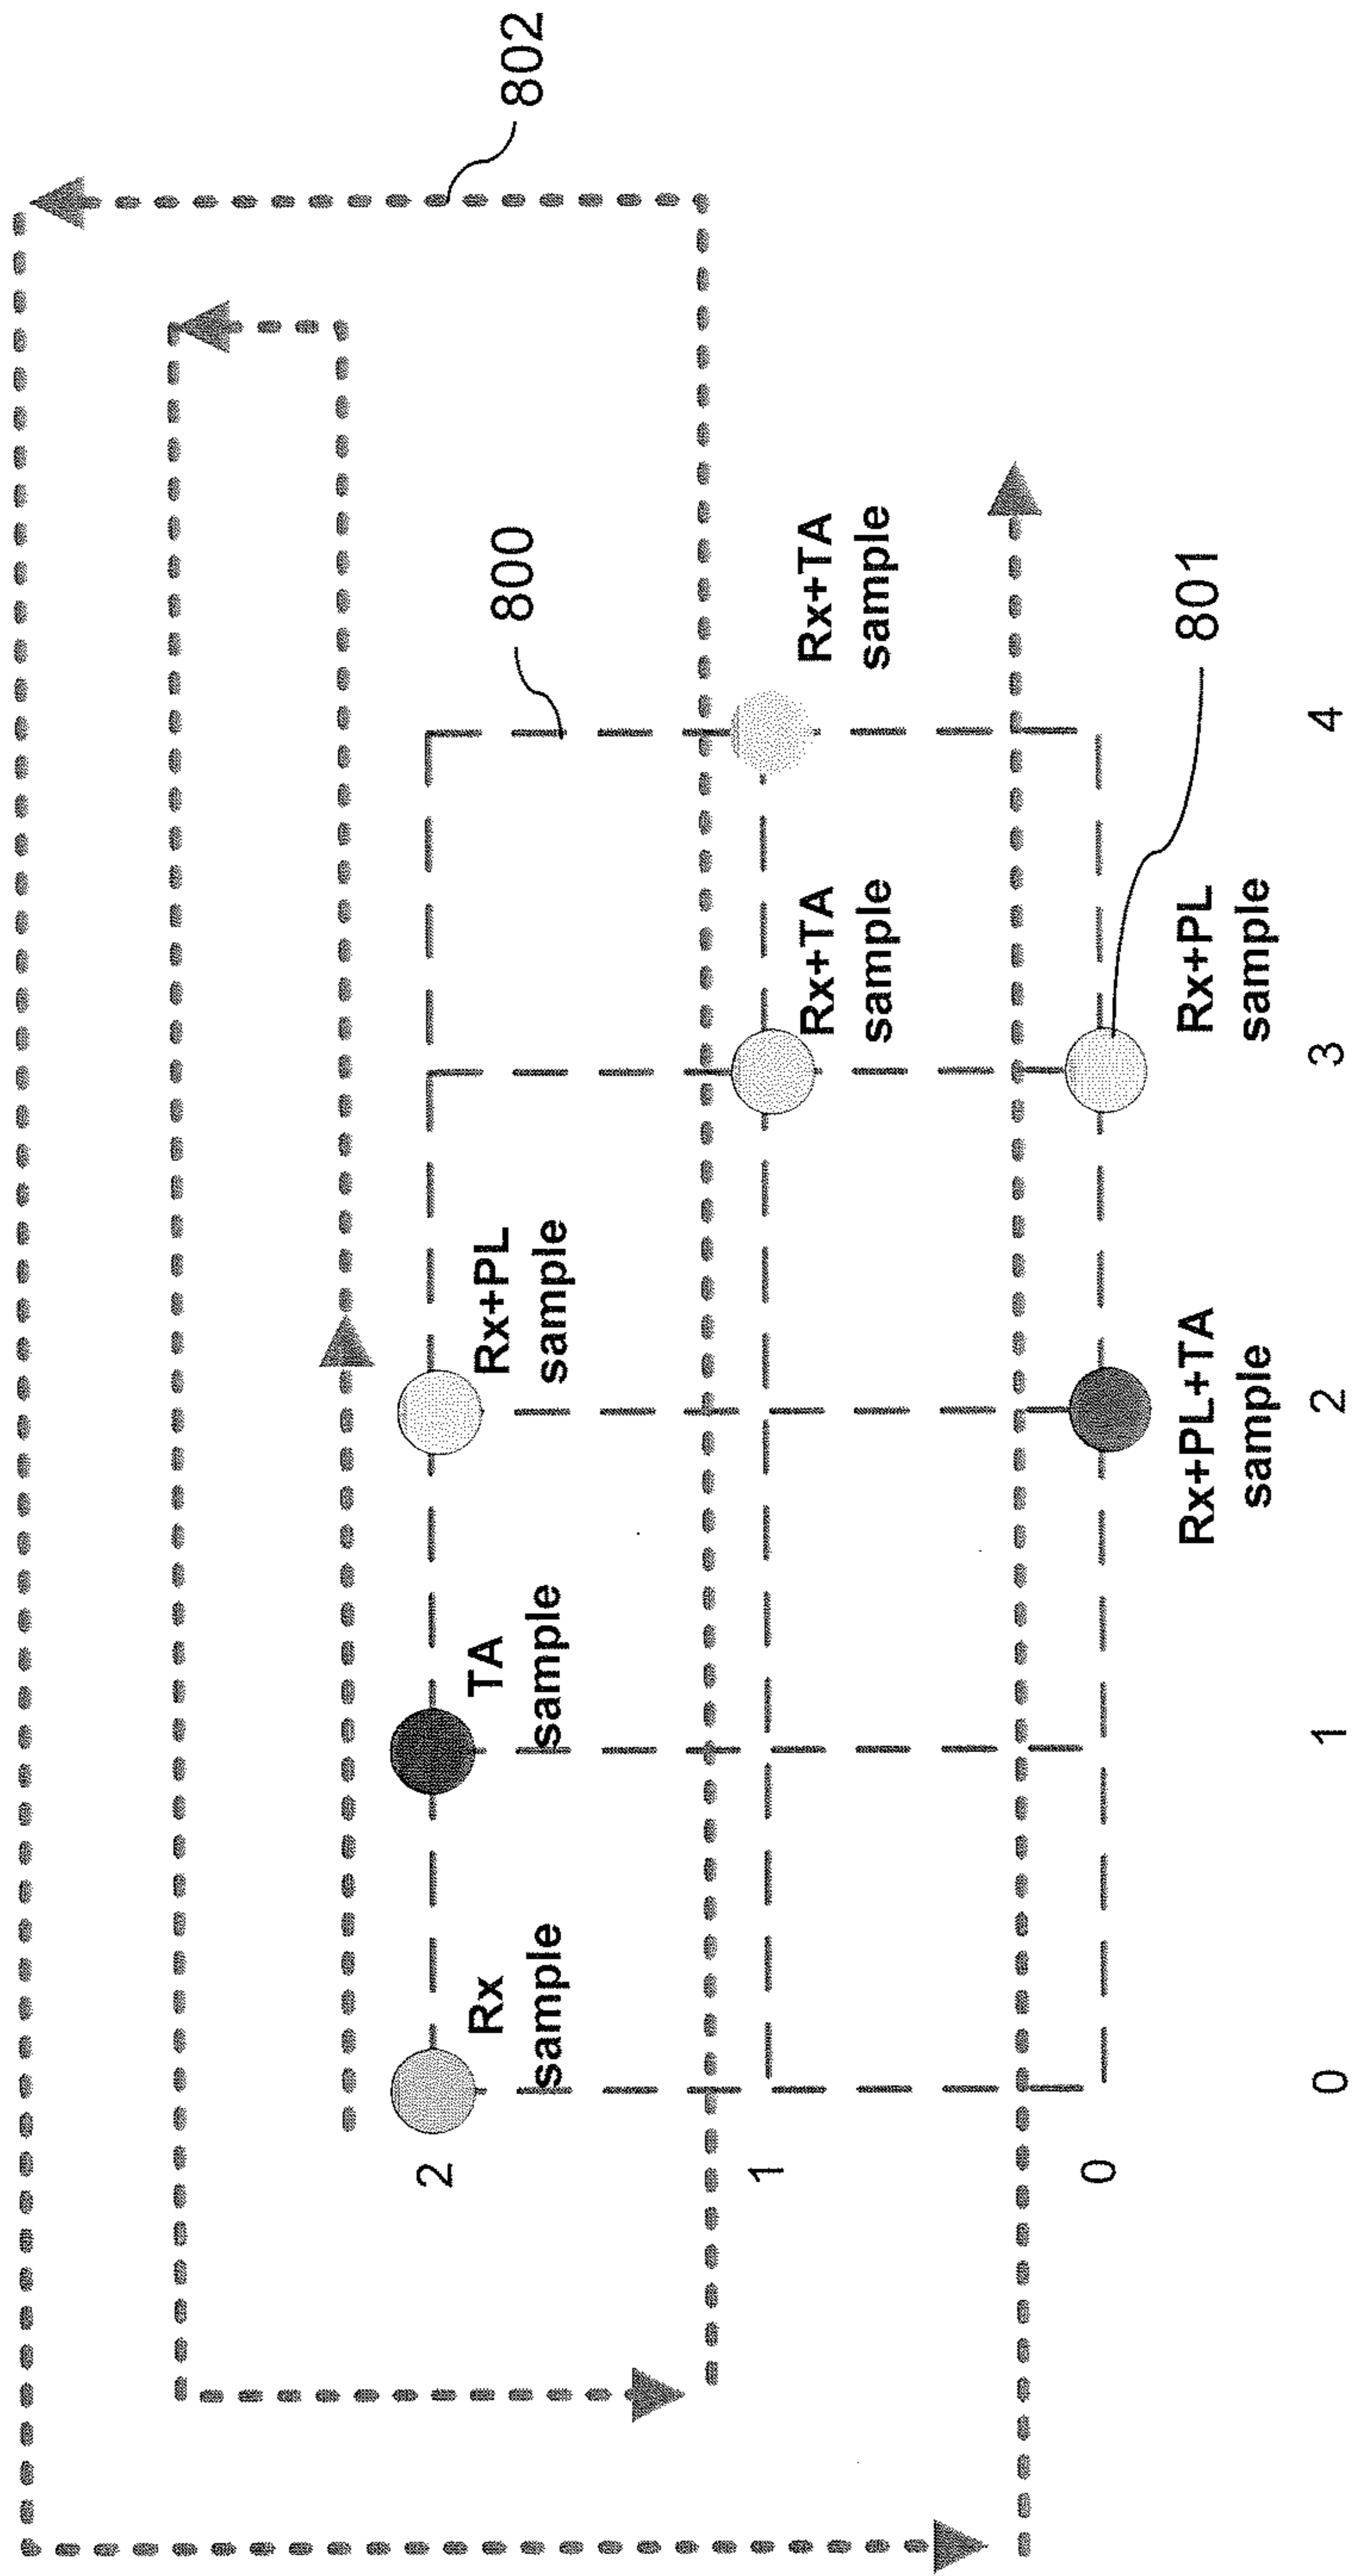 802
800
Rx
sample
TA
sample
Rx+PL
sample
Rx+TA
sample
Rx+TA
sample
2
1
0
Rx+PL+TA
sample
Rx+PL
sample
801
0
1
2
3
4